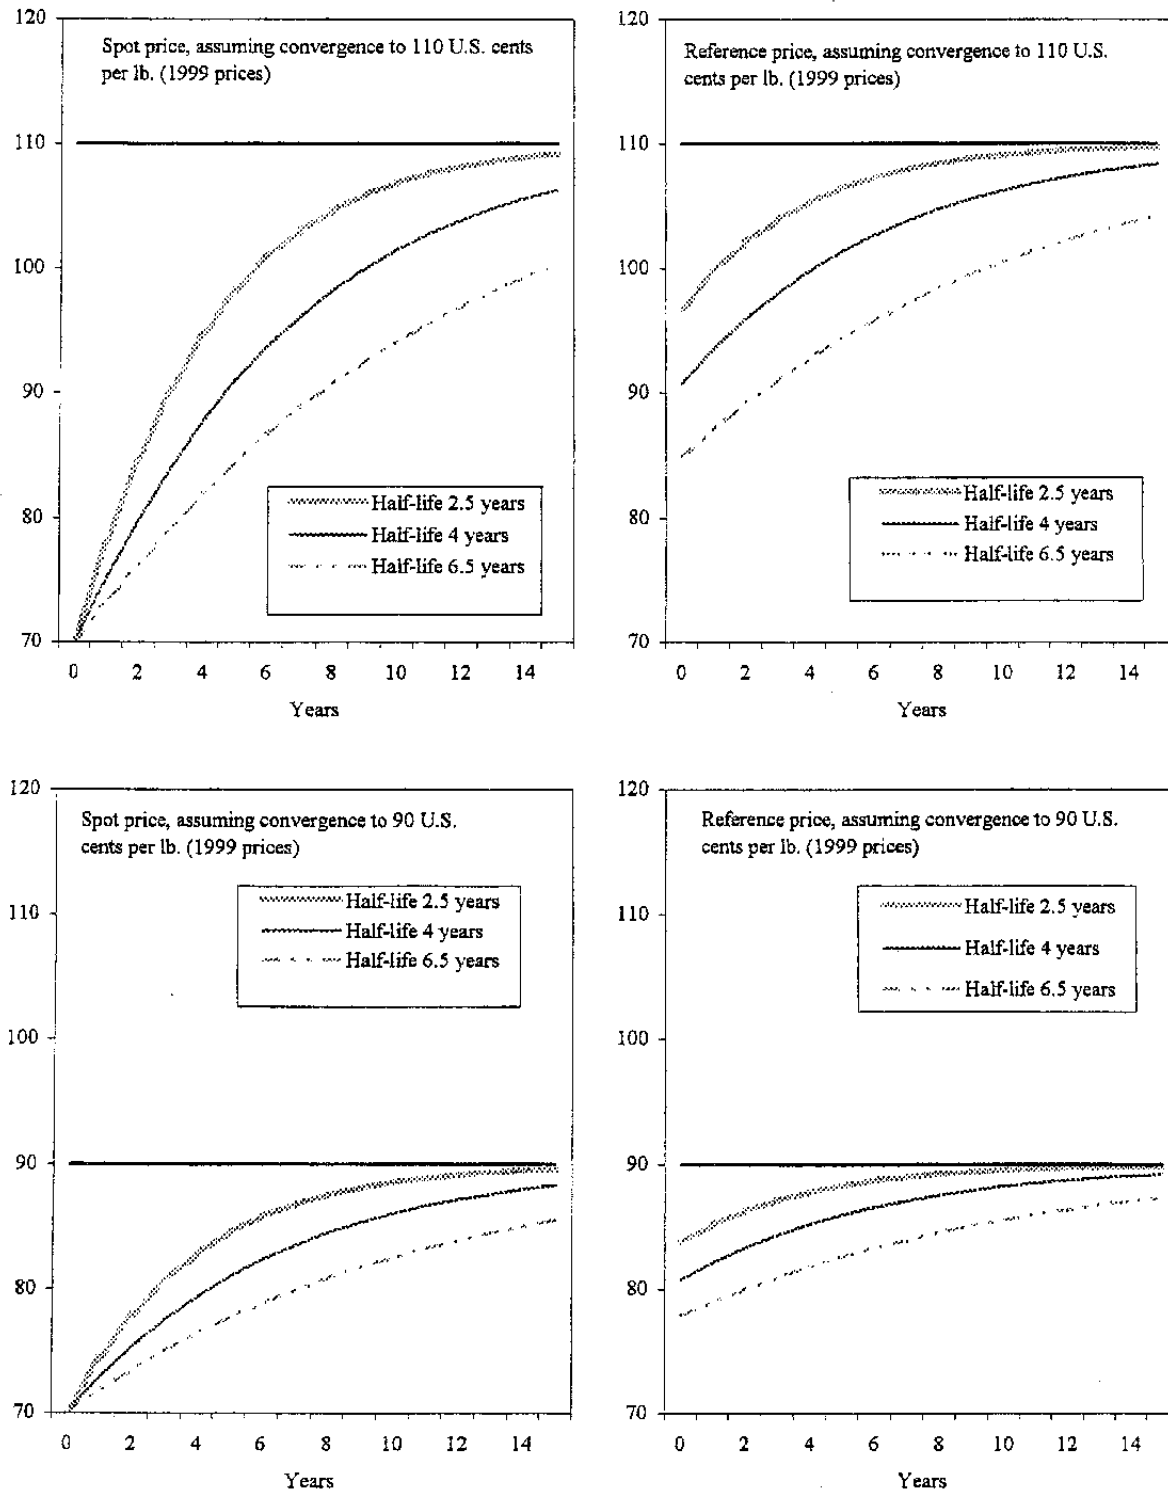 120
110
100
90
80
70
Spot price, assuming convergence to 110 U.S. cents
per lb. (1999 prices)
Half-life 2.5 years
Half-life 4 years
Half-life 6.5 years
0 2 4 6 8 10 12 14
Years
120
110
100
90
80
70
Reference price, assuming convergence to 110 U.S.
cents per lb. (1999 prices)
Half-life 2.5 years
Half-life 4 years
Half-life 6.5 years
0 2 4 6 8 10 12 14
Years
120
110
100
90
80
70
Spot price, assuming convergence to 90 U.S.
cents per lb. (1999 prices)
Half-life 2.5 years
Half-life 4 years
Half-life 6.5 years
0 2 4 6 8 10 12 14
Years
120
110
100
90
80
70
Reference price, assuming convergence to 90 U.S.
cents per lb. (1999 prices)
Half-life 2.5 years
Half-life 4 years
Half-life 6.5 years
0 2 4 6 8 10 12 14
Years